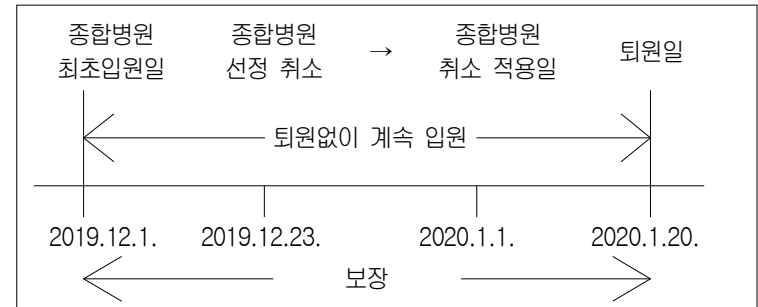 종합병원 종합병원 종합병원 퇴원일
최초입원일 선정 취소 → 취소 적용일
퇴원없이 계속 입원
2019.12.1. 2019.12.23. 2020.1.1. 2020.1.20.
보장